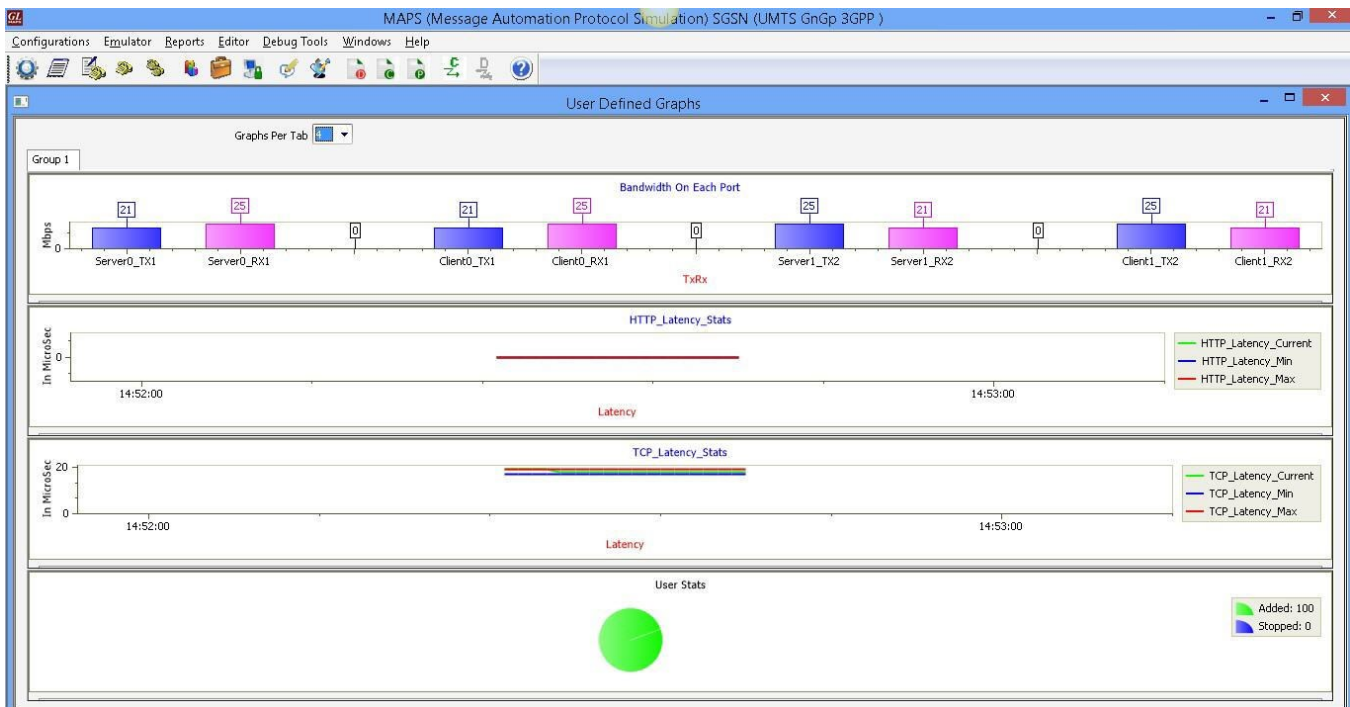 GL
MAPS
MAPS (Message Automation Protocol Simulation) SGSN (UMTS GnGp 3GPP )
Configurations Emulator Reports Editor Debug Tools Windows Help
User Defined Graphs
Graphs Per Tab 4
Group 1
Bandwidth On Each Port
21 25 0 21 25 0 25 21 0 25 21
Mbps
0
Server0_TX1 Server0_RX1 Client0_TX1 Client0_RX1 Server1_TX2 Server1_RX2 Client1_TX2 Client1_RX2
TxRx
HTTP_Latency_Stats
In MicroSec
0
HTTP_Latency_Current
HTTP_Latency_Min
HTTP_Latency_Max
14:52:00 14:53:00
Latency
TCP_Latency_Stats
In MicroSec
20
0
TCP_Latency_Current
TCP_Latency_Min
TCP_Latency_Max
14:52:00 14:53:00
Latency
User Stats
Added: 100
Stopped: 0